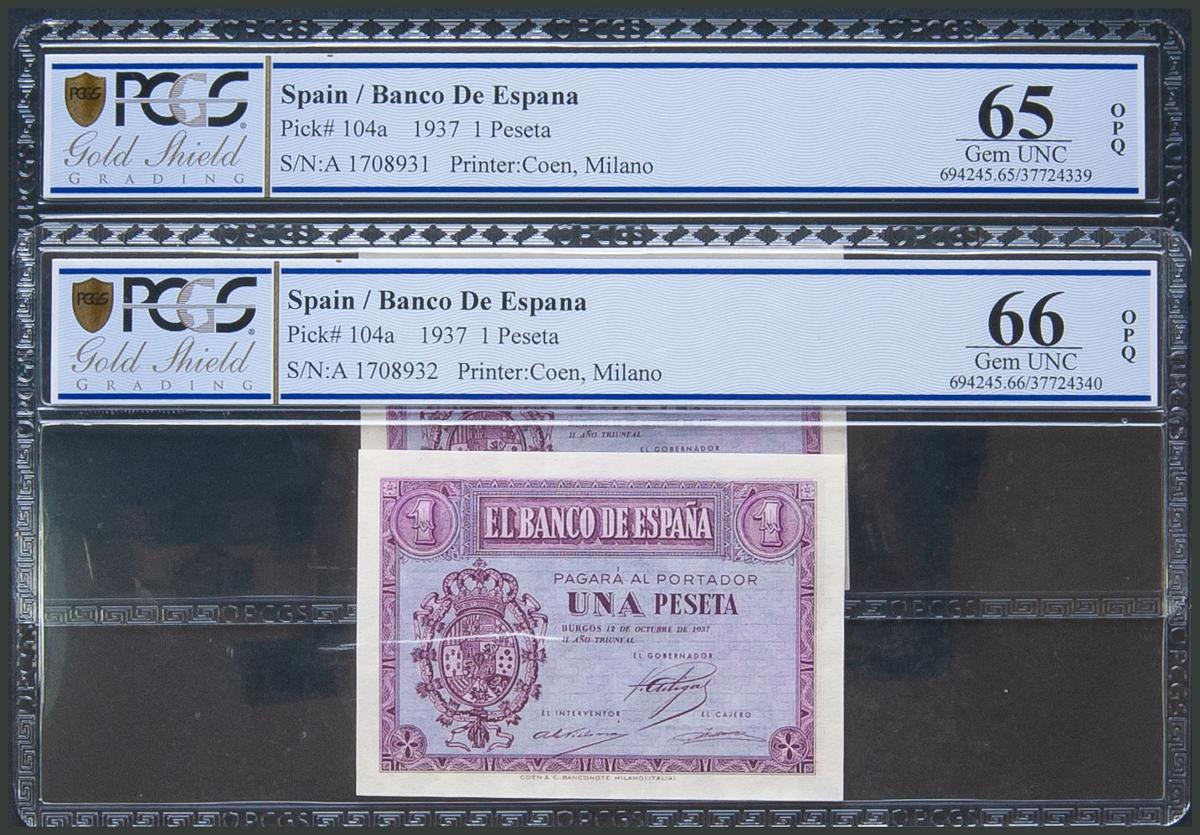 PCGS
Gold Shield
GRADING
Spain / Banco De Espana
Pick# 104a 1937 1 Peseta
S/N:A 1708931 Printer:Coen, Milano
65
Gem UNC
694245.65/37724339
OPQ
PCGS
Gold Shield
GRADING
Spain / Banco De Espana
Pick# 104a 1937 1 Peseta
S/N:A 1708932 Printer:Coen, Milano
66
Gem UNC
694245.66/37724340
OPQ
II AÑO TRIUNFAL
EL GOBERNADOR
1 EL BANCO DE ESPAÑA 1
PAGARÁ AL PORTADOR
UNA PESETA
BURGOS 12 DE OCTUBRE DE 1937
II AÑO TRIUNFAL
EL GOBERNADOR
EL INTERVENTOR EL CAJERO
COEN & C. BANCONOTE MILANO (ITALIA)